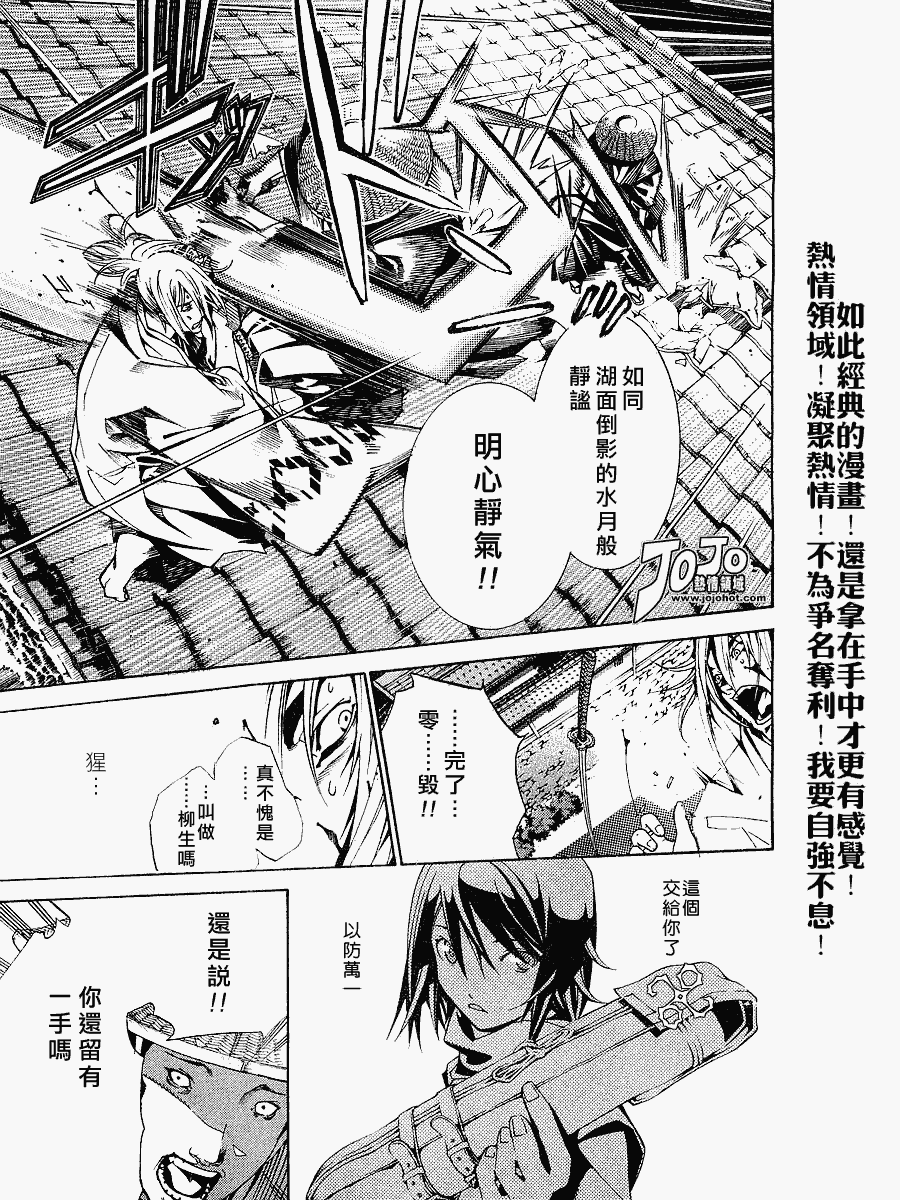 如同
湖面倒影的水月般
靜謐
明心靜氣!!
JOJO
熱情領域
www.jojohot.com
……完了…
零……毀!!
真不愧是
……
…叫做
柳生嗎
猩…
這個
交給你了
以防萬一
還是説!!
你還留有
一手嗎
如此經典的漫畫！還是拿在手中才更有感覺！
熱情領域！凝聚熱情！不為爭名奪利！我要自強不息！